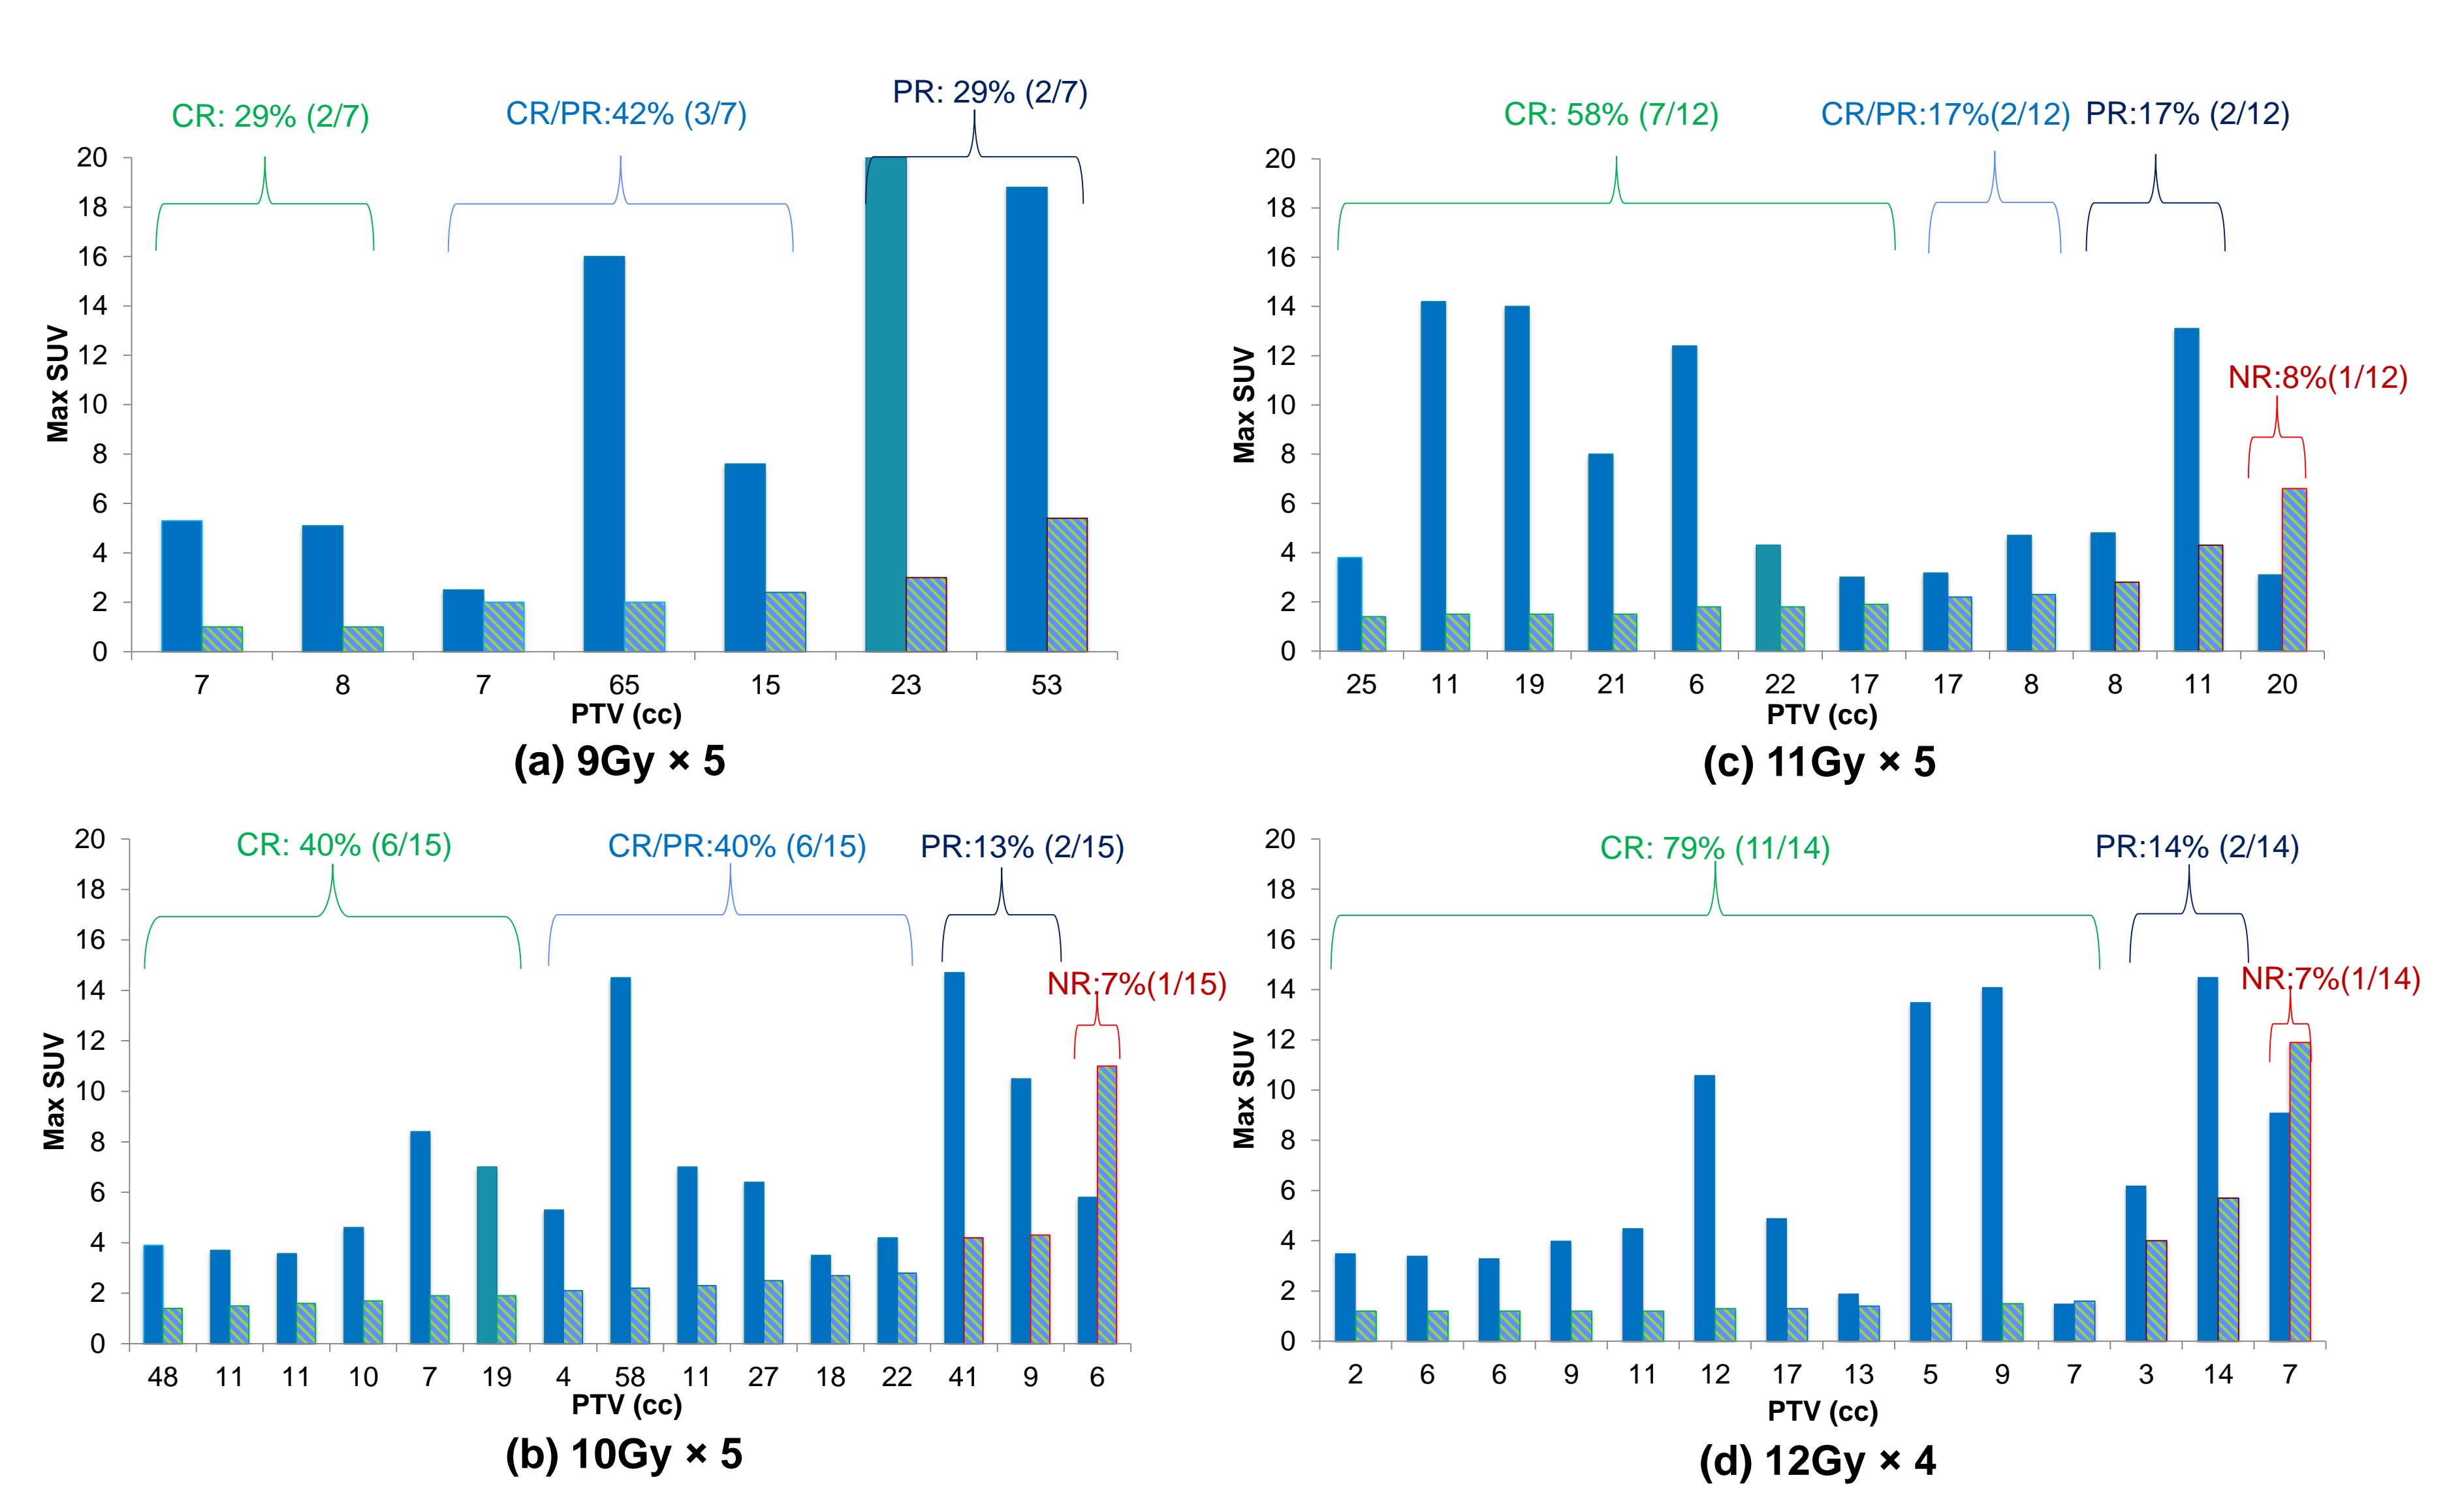 CR: 29% (2/7)
CR/PR:42% (3/7)
PR: 29% (2/7)
20
18
16
14
12
10
8
6
4
2
0
Max SUV
7 8 7 65 15 23 53
PTV (cc)
(a) 9Gy × 5
CR: 58% (7/12)
CR/PR:17%(2/12)
PR:17% (2/12)
NR:8%(1/12)
20
18
16
14
12
10
8
6
4
2
0
Max SUV
25 11 19 21 6 22 17 17 8 8 11 20
PTV (cc)
(c) 11Gy × 5
CR: 40% (6/15)
CR/PR:40% (6/15)
PR:13% (2/15)
NR:7%(1/15)
20
18
16
14
12
10
8
6
4
2
0
Max SUV
48 11 11 10 7 19 4 58 11 27 18 22 41 9 6
PTV (cc)
(b) 10Gy × 5
CR: 79% (11/14)
PR:14% (2/14)
NR:7%(1/14)
20
18
16
14
12
10
8
6
4
2
0
Max SUV
2 6 6 9 11 12 17 13 5 9 7 3 14 7
PTV (cc)
(d) 12Gy × 4